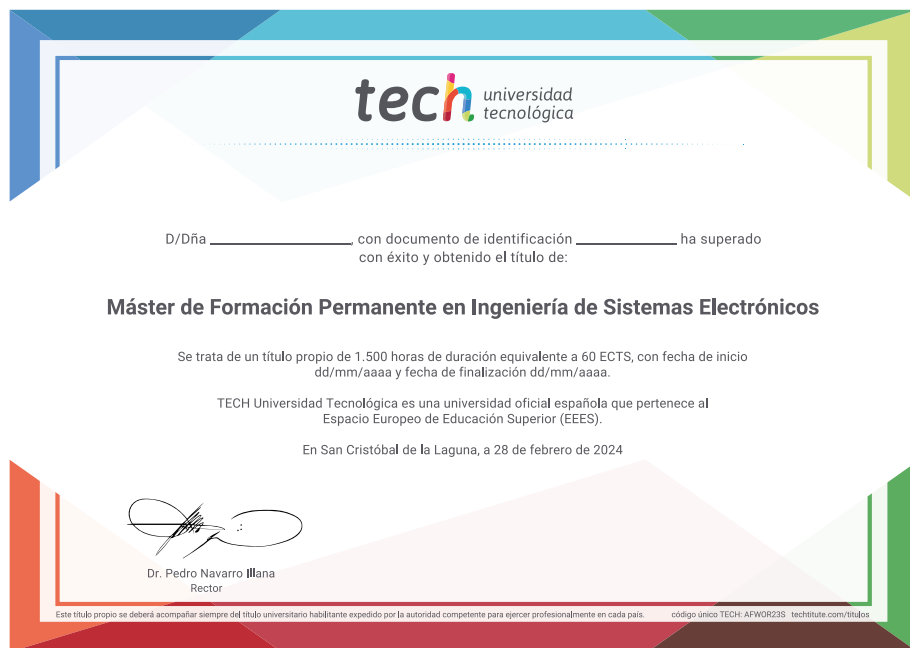 tech universidad
tecnológica
D/Dña ____________________, con documento de identificación ______________ ha superado
con éxito y obtenido el título de:
Máster de Formación Permanente en Ingeniería de Sistemas Electrónicos
Se trata de un título propio de 1.500 horas de duración equivalente a 60 ECTS, con fecha de inicio
dd/mm/aaaa y fecha de finalización dd/mm/aaaa.
TECH Universidad Tecnológica es una universidad oficial española que pertenece al
Espacio Europeo de Educación Superior (EEES).
En San Cristóbal de la Laguna, a 28 de febrero de 2024
Dr. Pedro Navarro Illana
Rector
Este título propio se deberá acompañar siempre del título universitario habilitante expedido por la autoridad competente para ejercer profesionalmente en cada país. código único TECH: AFWOR23S techtitute.com/titulos